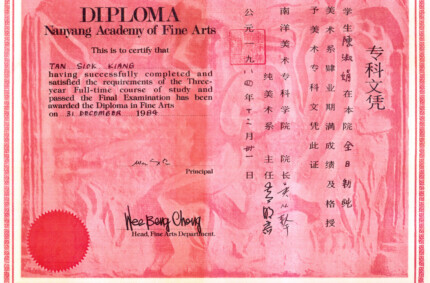 DIPLOMA
Nanyang Academy of Fine Arts
This is to certify that
TAN SIOK KIANG
having successfully completed and
satisfied the requirements of the Three-
year Full-time course of study and
passed the Final Examination has been
awarded the Diploma in Fine Arts
on 31 DECEMBER 1984
Principal
Head, Fine Arts Department.
专科文凭
学生陈淑娟在本院全日制纯
美术系肄业期满成绩及格授
予美术专科文凭此证
南洋美术专科学院 院长
纯美术系 主任
公元一九八四年十二月卅一日